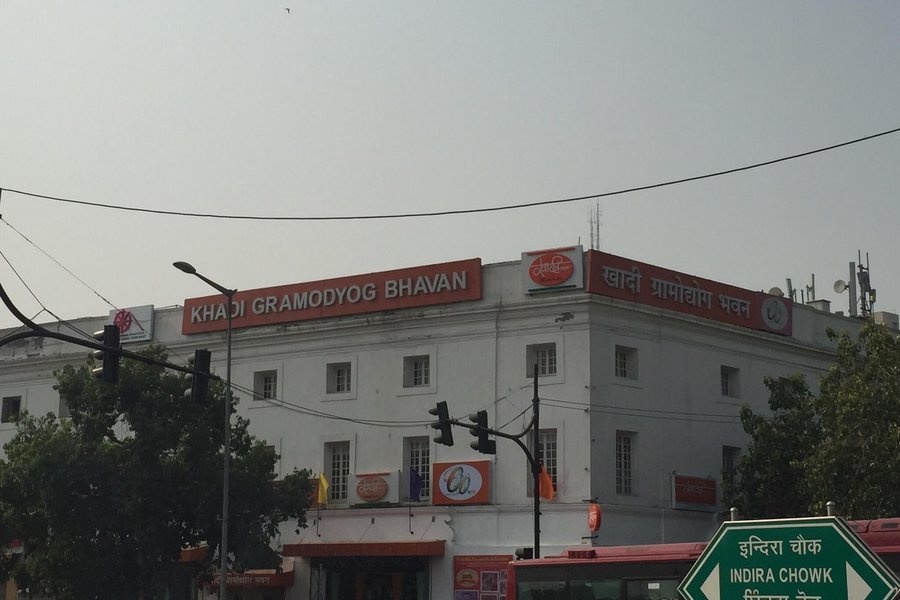 KHADI GRAMODYOG BHAVAN
खादी
खादी ग्रामोद्योग भवन
इन्दिरा चौक
INDIRA CHOWK